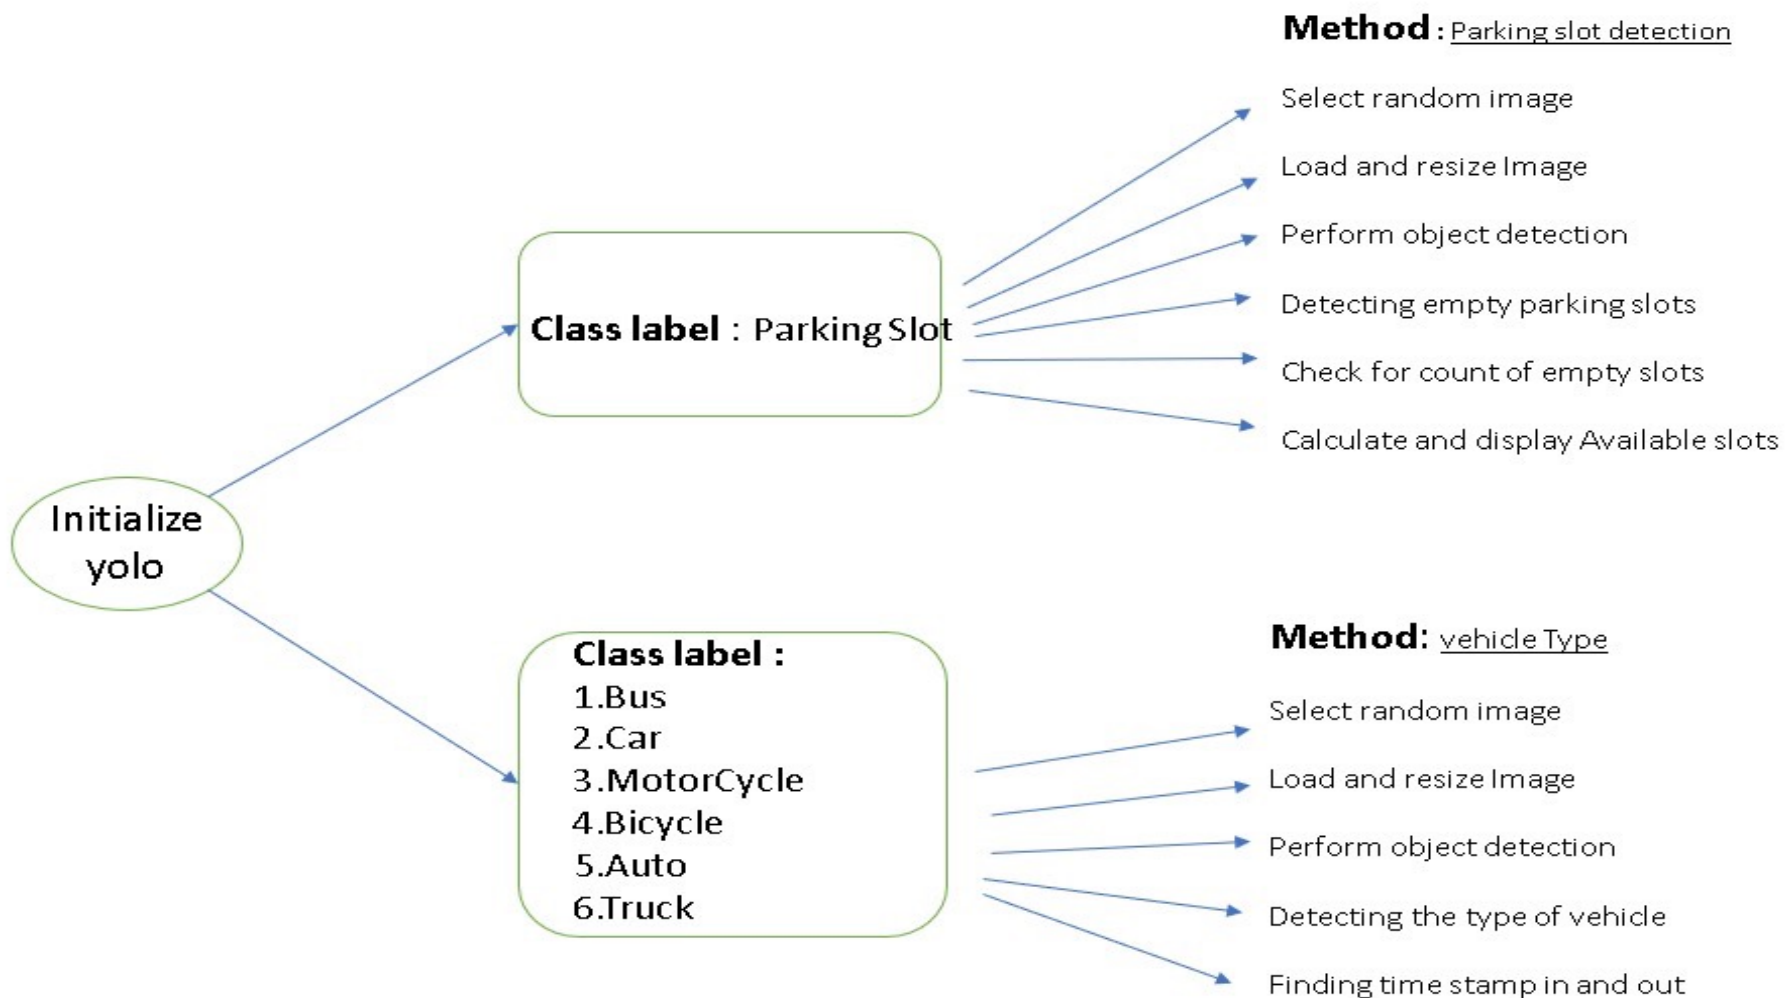 Method : Parking slot detection
Select random image
Load and resize Image
Perform object detection
Detecting empty parking slots
Check for count of empty slots
Calculate and display Available slots
Class label : Parking Slot
Initialize
yolo
Class label :
1.Bus
2.Car
3.MotorCycle
4.Bicycle
5.Auto
6.Truck
Method: vehicle Type
Select random image
Load and resize Image
Perform object detection
Detecting the type of vehicle
Finding time stamp in and out